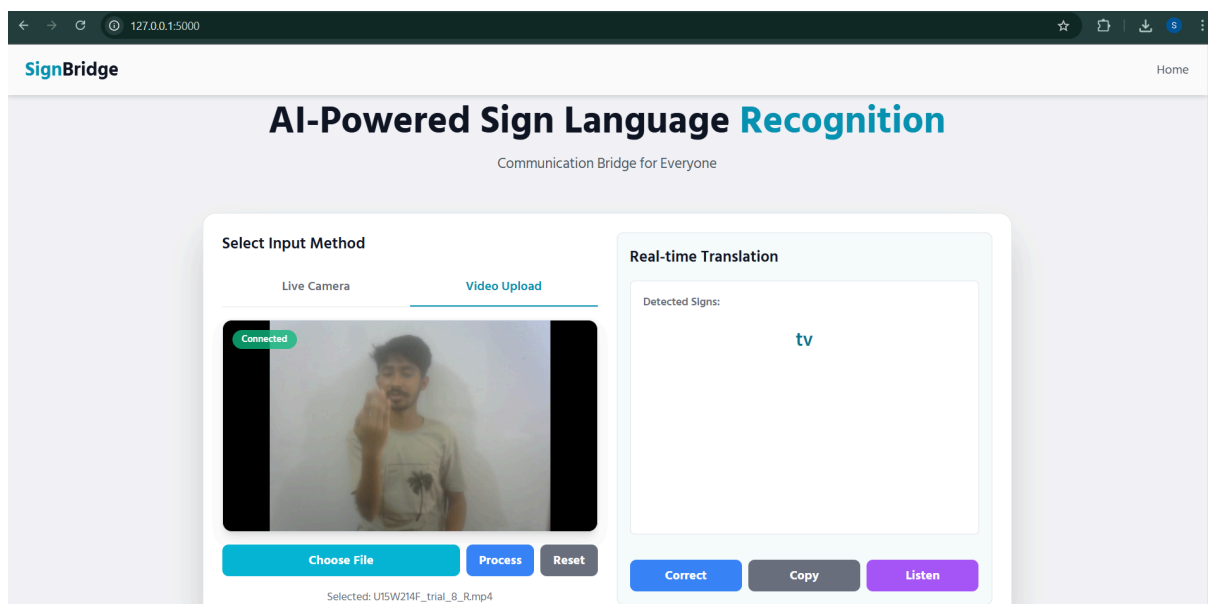 127.0.0.1:5000
S
SignBridge
Home
AI-Powered Sign Language Recognition
Communication Bridge for Everyone
Select Input Method
Live Camera
Video Upload
Connected
Choose File
Process
Reset
Selected: U15W214F_trial_8_R.mp4
Real-time Translation
Detected Signs:
tv
Correct
Copy
Listen